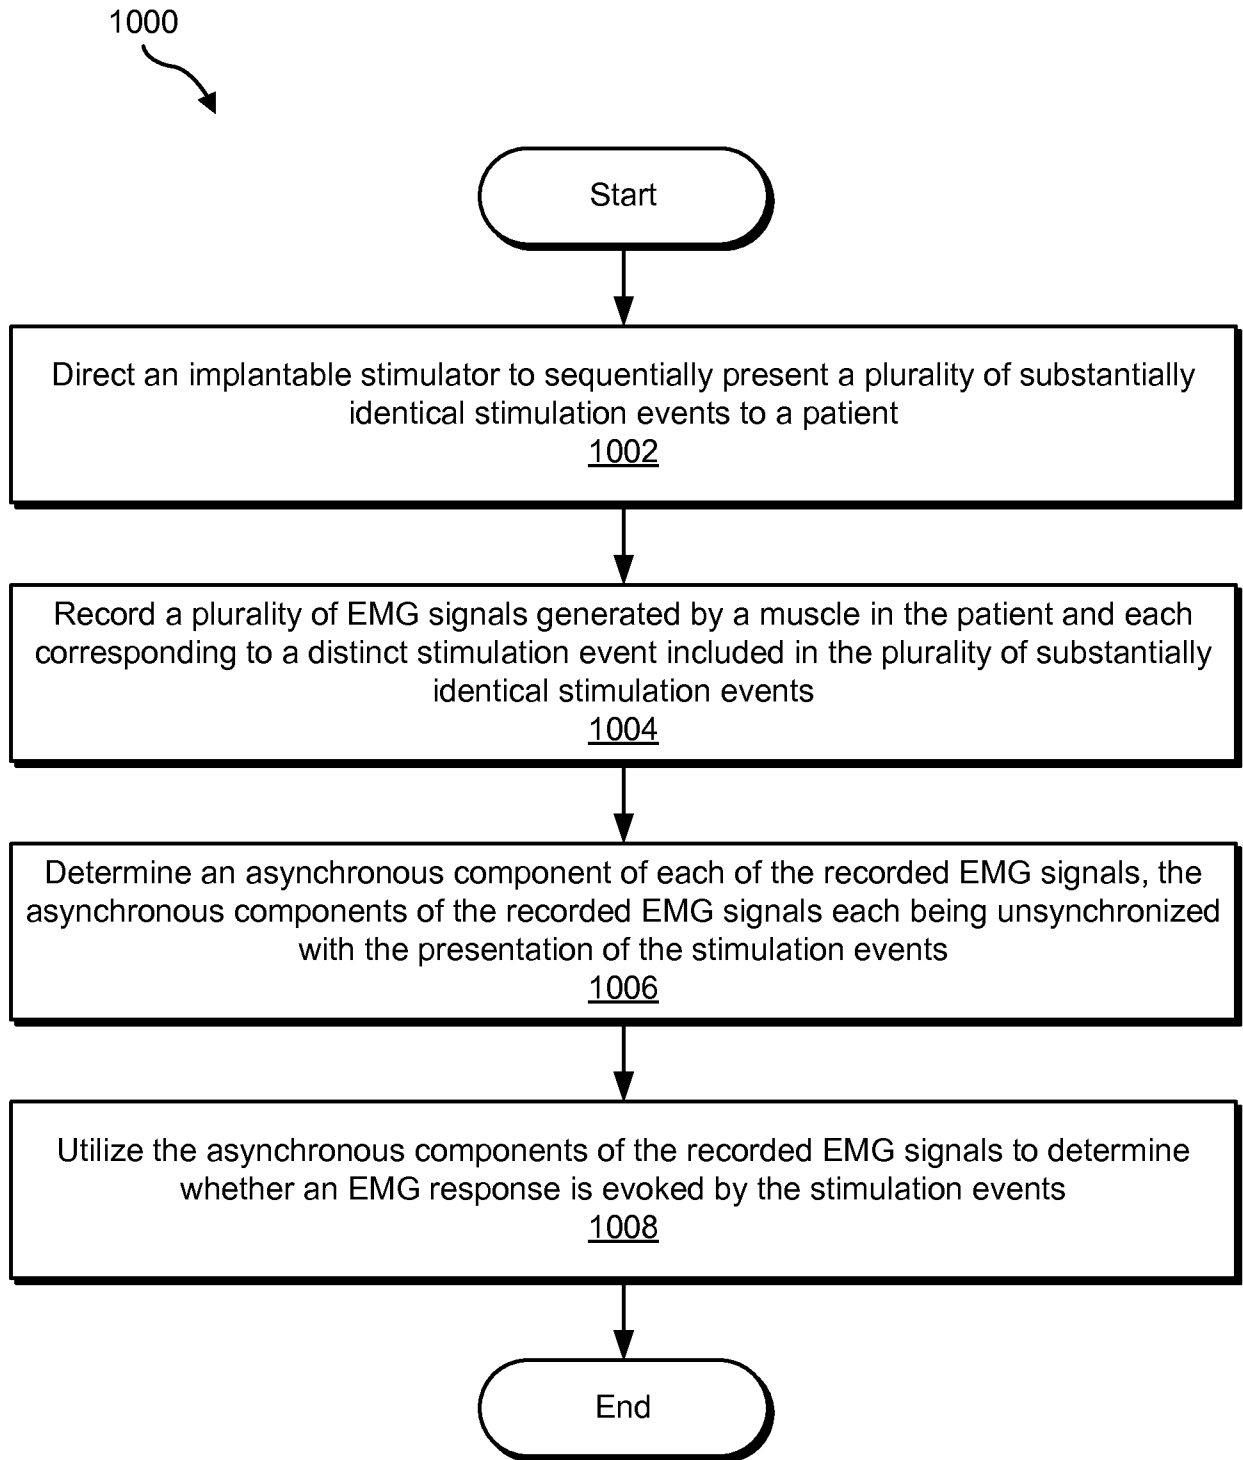 1000
Start
Direct an implantable stimulator to sequentially present a plurality of substantially
identical stimulation events to a patient
1002
Record a plurality of EMG signals generated by a muscle in the patient and each
corresponding to a distinct stimulation event included in the plurality of substantially
identical stimulation events
1004
Determine an asynchronous component of each of the recorded EMG signals, the
asynchronous components of the recorded EMG signals each being unsynchronized
with the presentation of the stimulation events
1006
Utilize the asynchronous components of the recorded EMG signals to determine
whether an EMG response is evoked by the stimulation events
1008
End